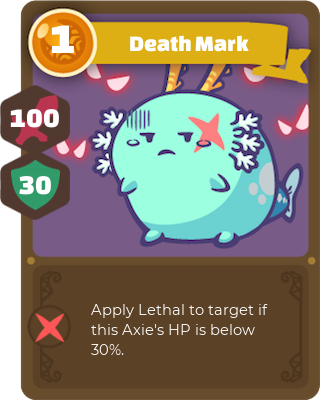 1
Death Mark
100
30
Apply Lethal to target if
this Axie's HP is below
30%.